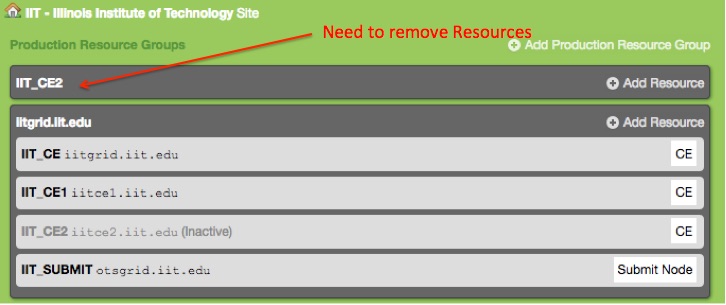 IIT - Illinois Institute of Technology Site
Need to remove Resources
Production Resource Groups
Add Production Resource Group
IIT_CE2
Add Resource
iitgrid.iit.edu
Add Resource
IIT_CE iitgrid.iit.edu
CE
IIT_CE1 iitce1.iit.edu
CE
IIT_CE2 iitce2.iit.edu (Inactive)
CE
IIT_SUBMIT otsgrid.iit.edu
Submit Node